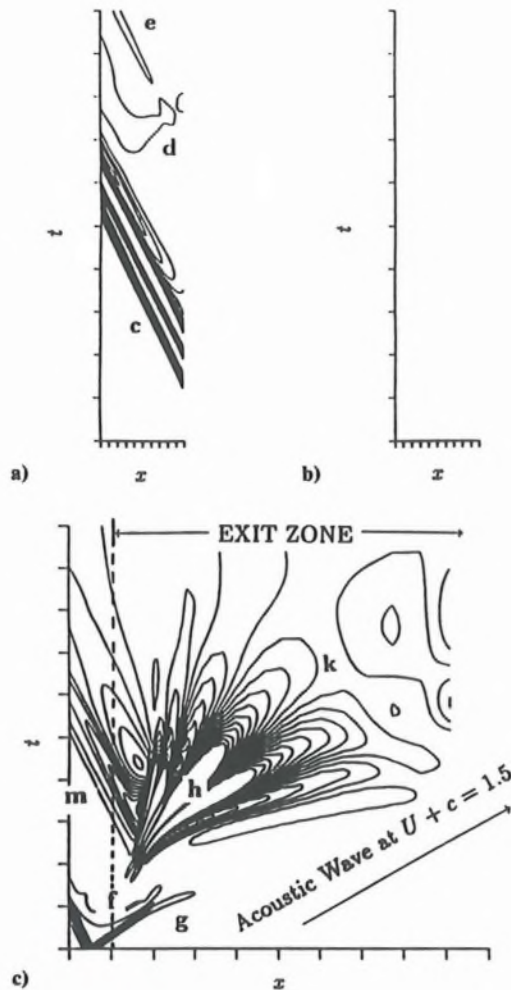 e
d
t
t
c
a)
x
b)
x
EXIT ZONE
k
t
m
h
f
g
Acoustic Wave at U + c = 1.5
c)
x